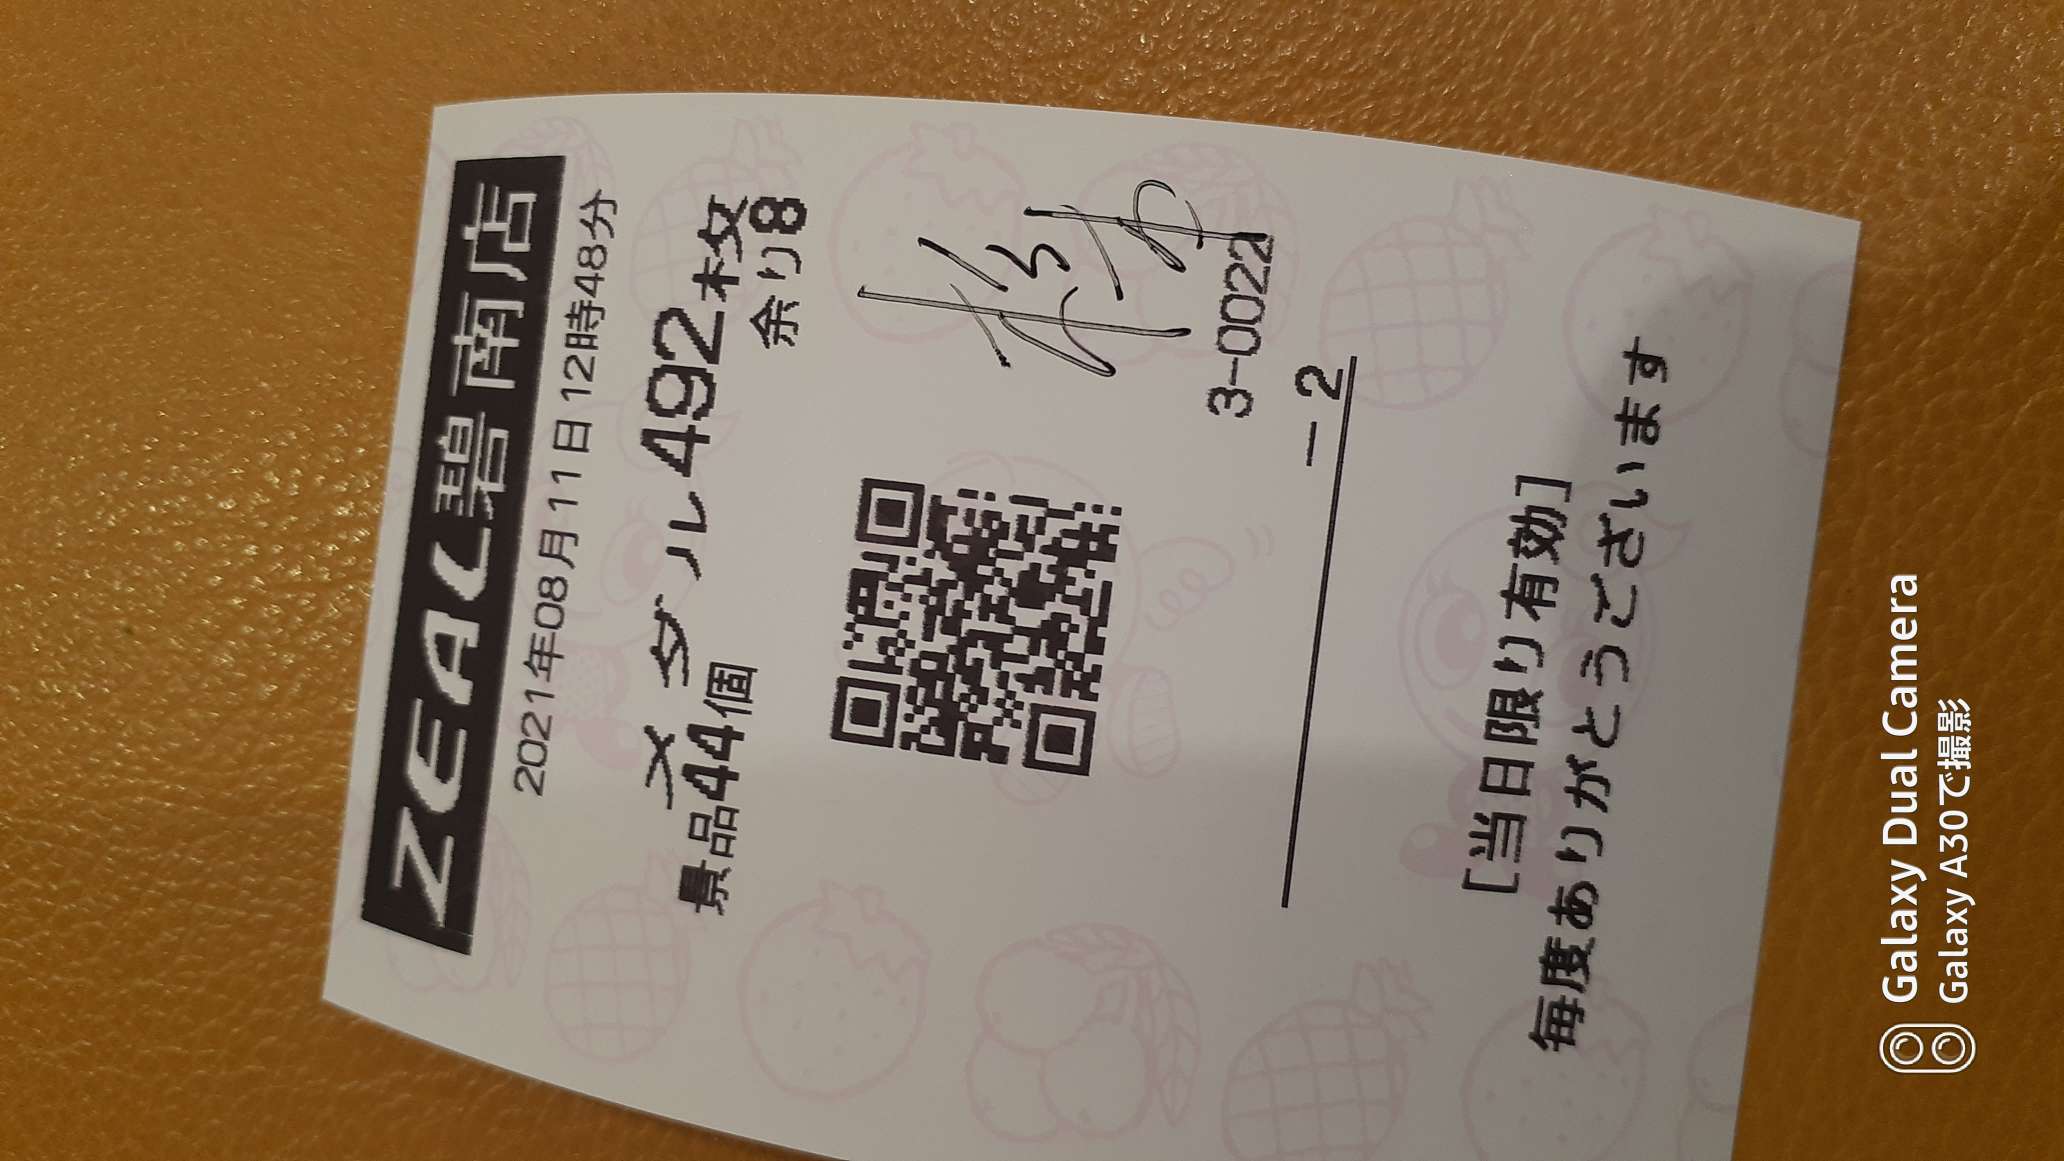 ZEAL碧南店
2021年08月11日 12時48分
メダル 492枚
景品44個
余り8
3-0022
-2
[当日限り有効]
毎度ありがとうございます
Galaxy Dual Camera
Galaxy A30で撮影